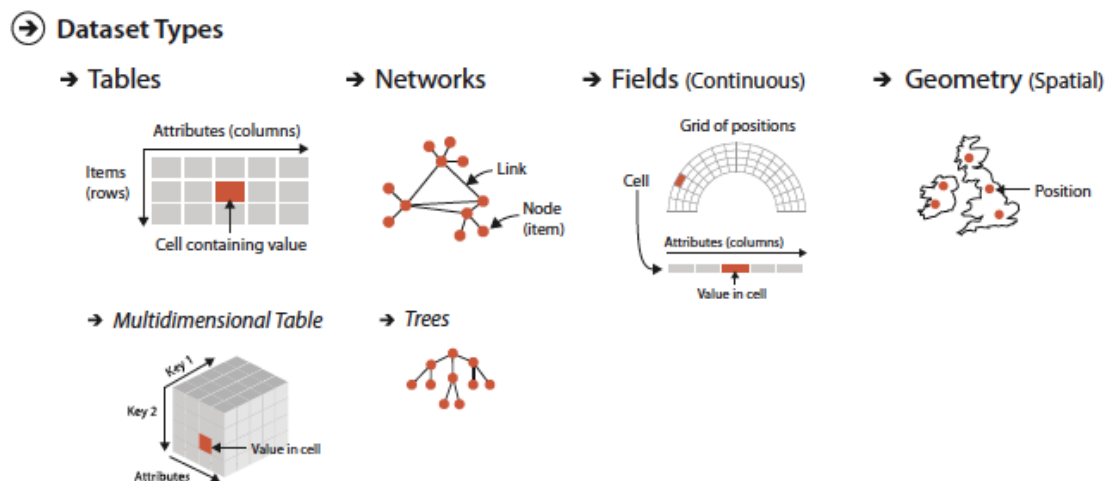 Dataset Types
→ Tables
Attributes (columns)
Items
(rows)
Cell containing value
→ Multidimensional Table
Key 1
Key 2
Value in cell
Attributes
→ Networks
Link
Node
(item)
→ Trees
→ Fields (Continuous)
Grid of positions
Cell
Attributes (columns)
Value in cell
→ Geometry (Spatial)
Position